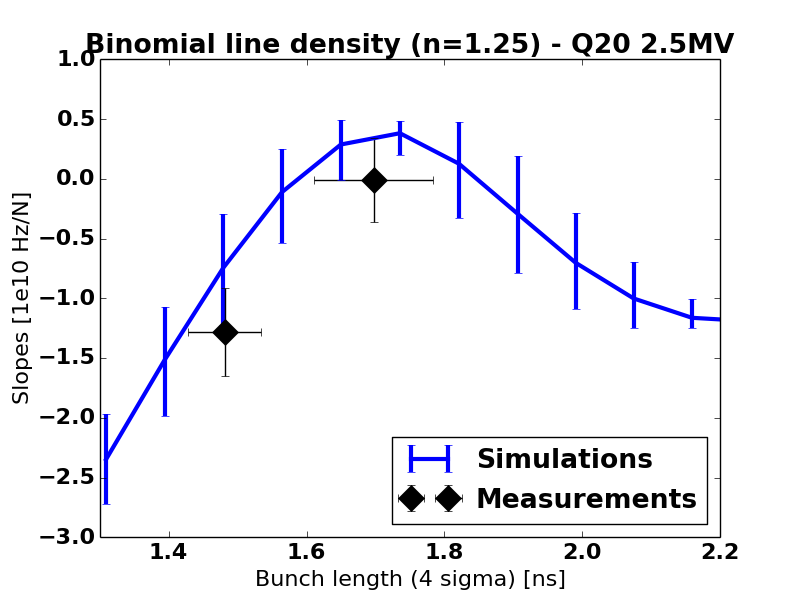 Binomial line density (n=1.25) - Q20 2.5MV
1.0
0.5
0.0
−0.5
−1.0
−1.5
−2.0
−2.5
−3.0
Slopes [1e10 Hz/N]
Simulations
Measurements
1.4 1.6 1.8 2.0 2.2
Bunch length (4 sigma) [ns]